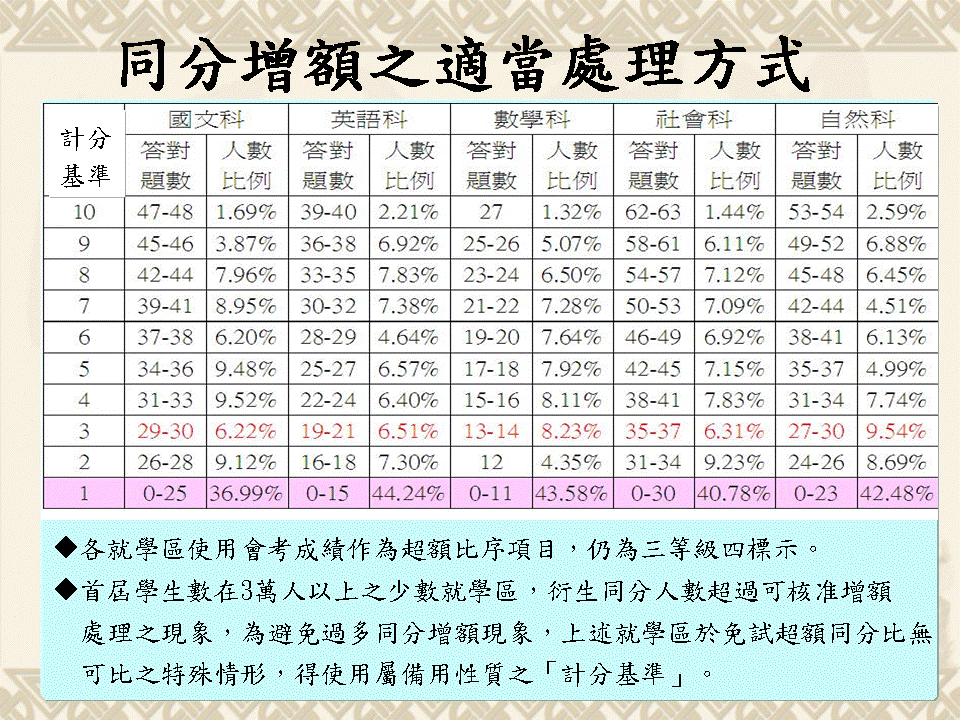 同分增額之適當處理方式
計分基準 國文科 英語科 數學科 社會科 自然科
答對題數 人數比例 答對題數 人數比例 答對題數 人數比例 答對題數 人數比例 答對題數 人數比例
10 47-48 1.69% 39-40 2.21% 27 1.32% 62-63 1.44% 53-54 2.59%
9 45-46 3.87% 36-38 6.92% 25-26 5.07% 58-61 6.11% 49-52 6.88%
8 42-44 7.96% 33-35 7.83% 23-24 6.50% 54-57 7.12% 45-48 6.45%
7 39-41 8.95% 30-32 7.38% 21-22 7.28% 50-53 7.09% 42-44 4.51%
6 37-38 6.20% 28-29 4.64% 19-20 7.64% 46-49 6.92% 38-41 6.13%
5 34-36 9.48% 25-27 6.57% 17-18 7.92% 42-45 7.15% 35-37 4.99%
4 31-33 9.52% 22-24 6.40% 15-16 8.11% 38-41 7.83% 31-34 7.74%
3 29-30 6.22% 19-21 6.51% 13-14 8.23% 35-37 6.31% 27-30 9.54%
2 26-28 9.12% 16-18 7.30% 12 4.35% 31-34 9.23% 24-26 8.69%
1 0-25 36.99% 0-15 44.24% 0-11 43.58% 0-30 40.78% 0-23 42.48%
◆各就學區使用會考成績作為超額比序項目，仍為三等級四標示。
◆首屆學生數在3萬人以上之少數就學區，衍生同分人數超過可核准增額
處理之現象，為避免過多同分增額現象，上述就學區於免試超額同分比無
可比之特殊情形，得使用屬備用性質之「計分基準」。